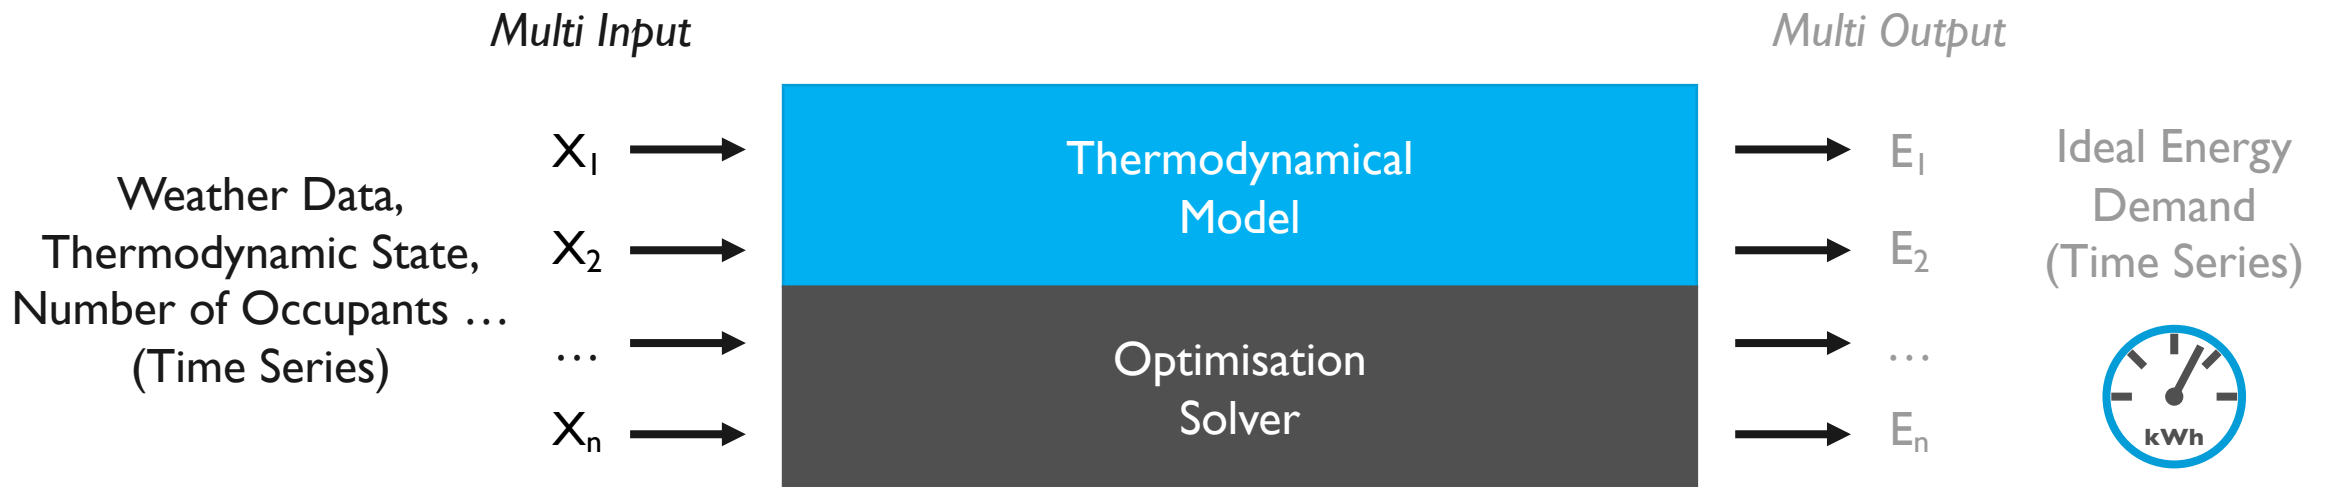 Multi Input
Multi Output
Weather Data,
Thermodynamic State,
Number of Occupants …
(Time Series)
X₁
X₂
…
Xₙ
Thermodynamical
Model
Optimisation
Solver
E₁
E₂
…
Eₙ
Ideal Energy
Demand
(Time Series)
kWh